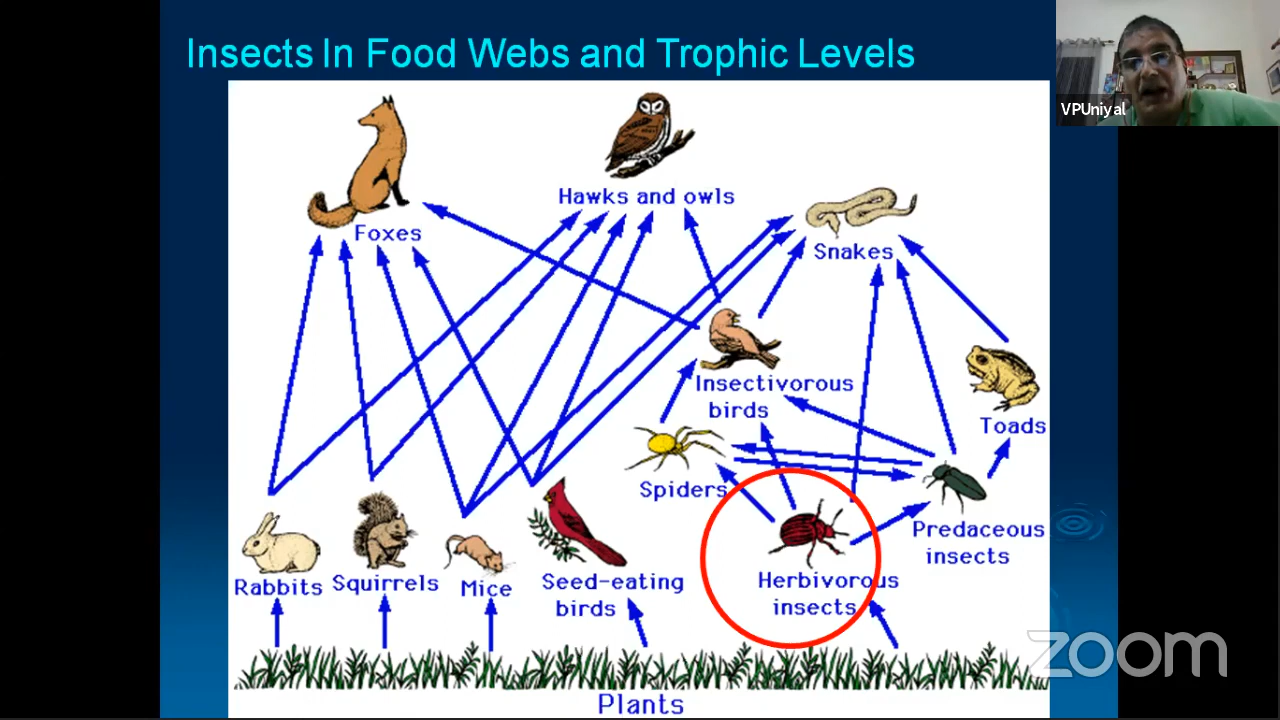 Insects In Food Webs and Trophic Levels
VPUniyal
Hawks and owls
Foxes
Snakes
Insectivorous
birds
Toads
Spiders
Predaceous
insects
Rabbits
Squirrels
Mice
Seed-eating
birds
Herbivorous
insects
Plants
zoom